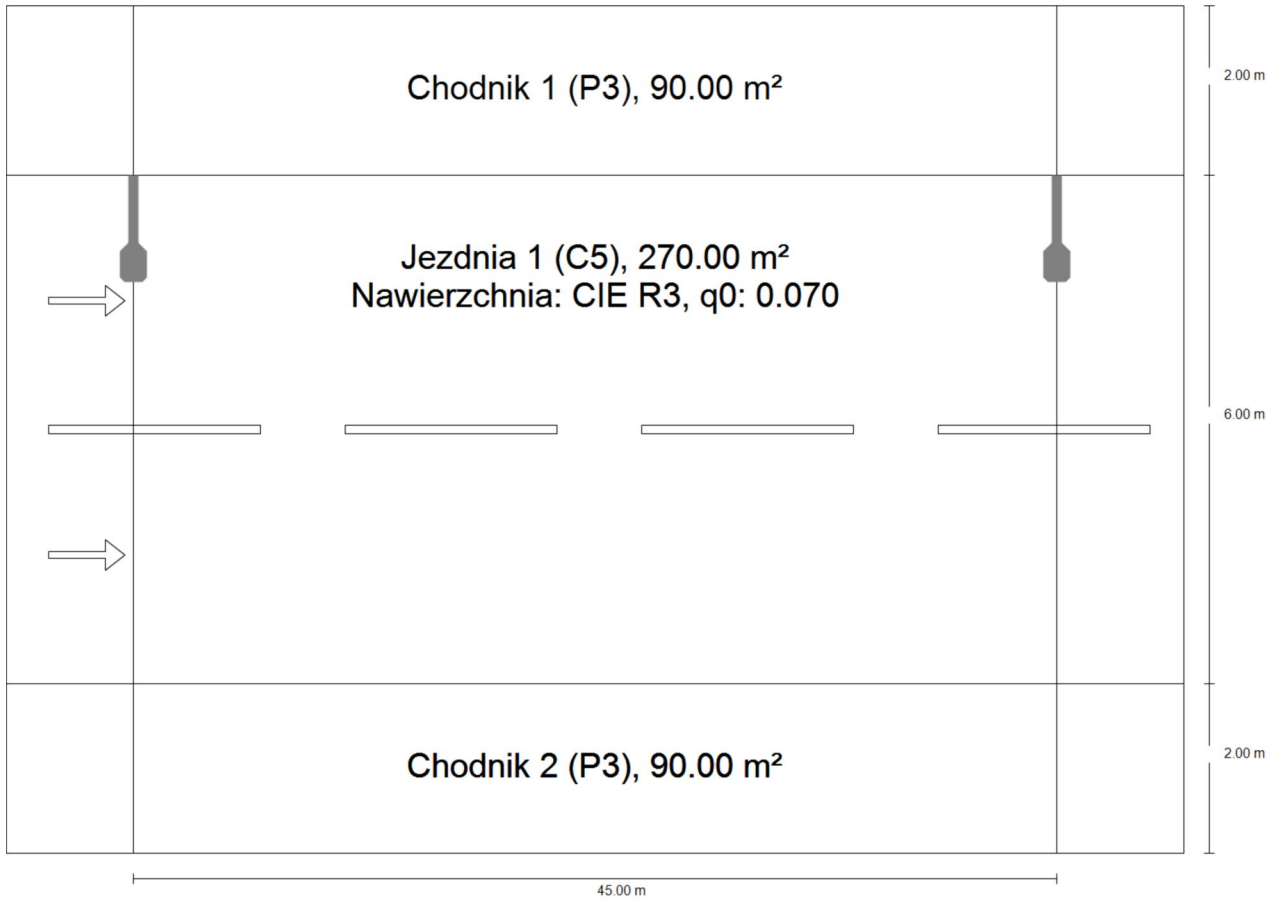 Chodnik 1 (P3), 90.00 m²
2.00 m
Jezdnia 1 (C5), 270.00 m²
Nawierzchnia: CIE R3, q0: 0.070
6.00 m
Chodnik 2 (P3), 90.00 m²
2.00 m
45.00 m